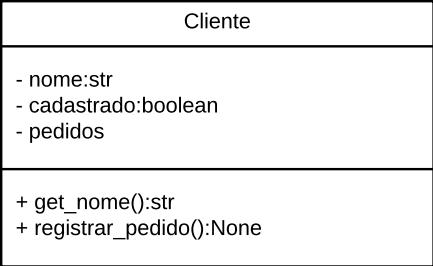 Cliente
- nome:str
- cadastrado:boolean
- pedidos
+ get_nome():str
+ registrar_pedido():None